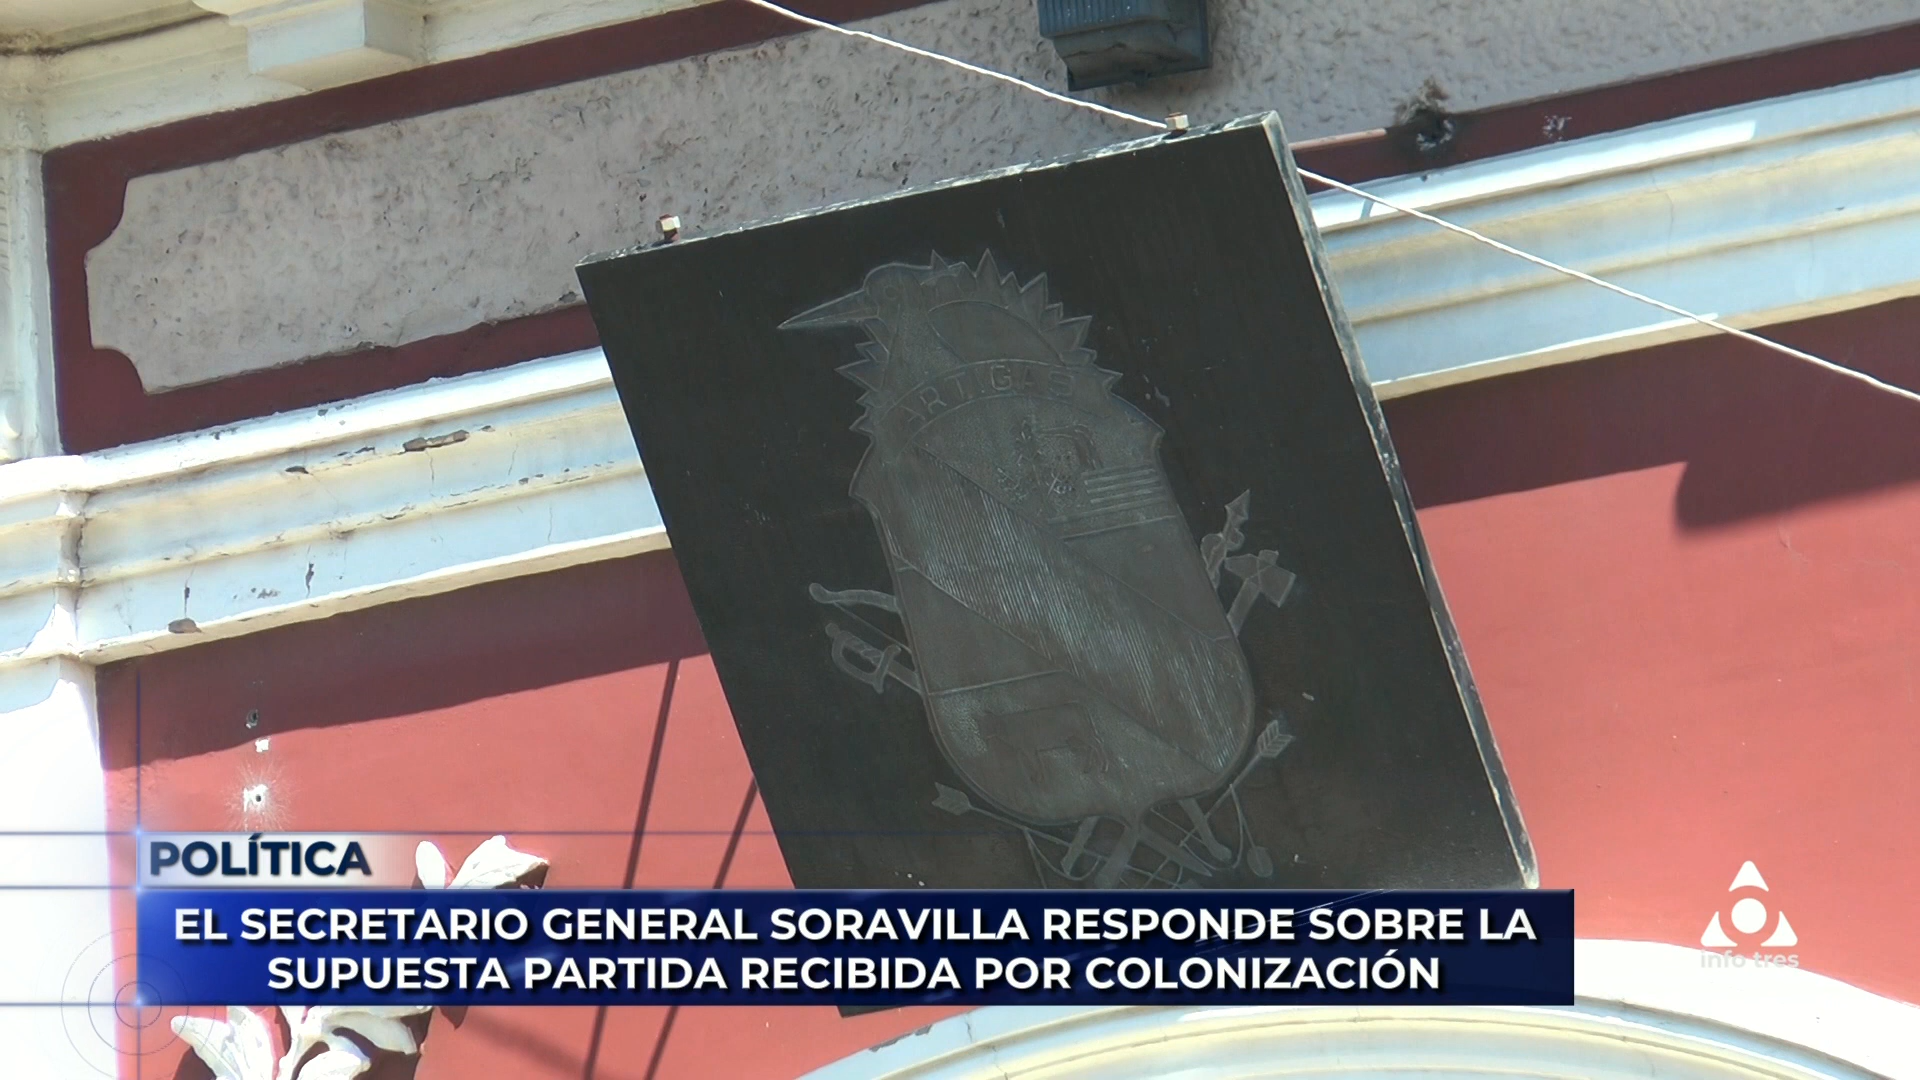 ARTIGAS
POLÍTICA
EL SECRETARIO GENERAL SORAVILLA RESPONDE SOBRE LA
SUPUESTA PARTIDA RECIBIDA POR COLONIZACIÓN
info tres